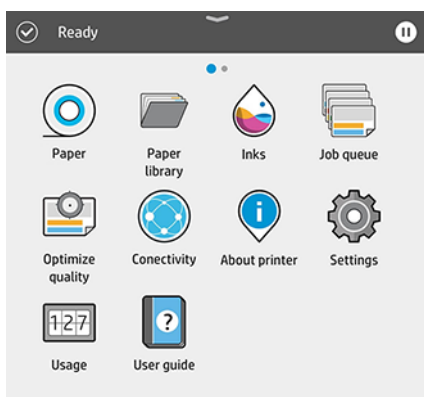 Ready
Paper
Paper
library
Inks
Job queue
Optimize
quality
Conectivity
About printer
Settings
127
Usage
User guide